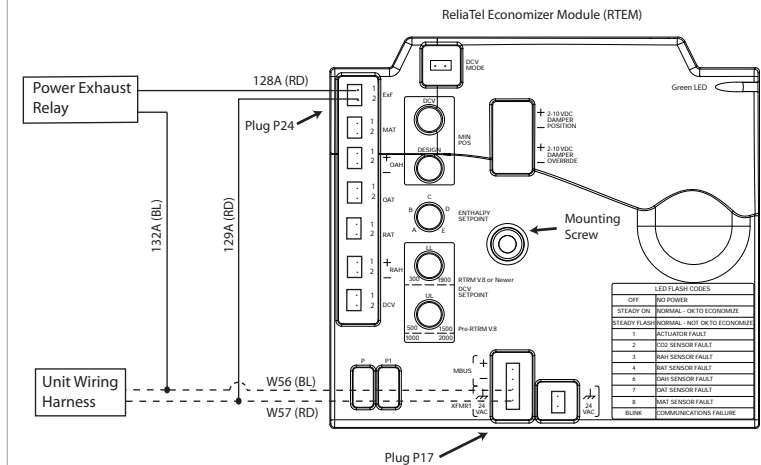 ReliaTel Economizer Module (RTEM)
DCV
MODE
Green LED
Power Exhaust
Relay
128A (RD)
Plug P24
132A (BL)
129A (RD)
1
2
ExF
1
2
MAT
1
2
+
–
OAH
1
2
OAT
1
2
RAT
1
2
+
–
RAH
1
2
DCV
DCV
DESIGN
MIN
POS
+ 2-10 VDC
DAMPER
– POSITION
+ 2-10 VDC
DAMPER
– OVERRIDE
A
B
C
D
E
ENTHALPY
SETPOINT
Mounting
Screw
LL
300 1900
RTRM V.8 or Newer
DCV
SETPOINT
UL
500 1500
Pre-RTRM V.8
1000 2000
LED FLASH CODES
OFF NO POWER
STEADY ON NORMAL - OK TO ECONOMIZE
STEADY FLASH NORMAL - NOT OK TO ECONOMIZE
1 ACTUATOR FAULT
2 CO2 SENSOR FAULT
3 RAH SENSOR FAULT
4 RAT SENSOR FAULT
6 OAH SENSOR FAULT
7 OAT SENSOR FAULT
8 MAT SENSOR FAULT
BLINK COMMUNICATIONS FAILURE
P P1
MBUS
+
–
XFMR1 24
VAC
24
VAC
Unit Wiring
Harness
W56 (BL)
W57 (RD)
Plug P17